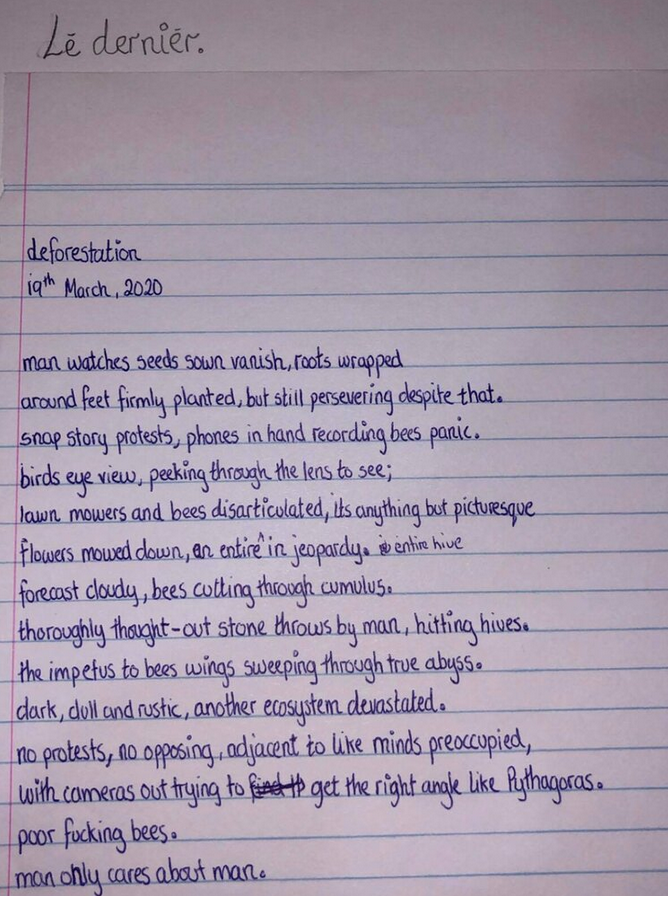 Lē derniēr.
deforestation
19th March, 2020
man watches seeds sown vanish, roots wrapped
around feet firmly planted, but still persevering despite that.
snap story protests, phones in hand recording bees panic.
birds eye view, peeking through the lens to see;
lawn mowers and bees disarticulated, its anything but picturesque
flowers mowed down, an entire^ in jeopardy. entire hive
forecast cloudy, bees cutting through cumulus.
thoroughly thought-out stone throws by man, hitting hives.
the impetus to bees wings sweeping through true abyss.
dark, dull and rustic, another ecosystem devastated.
no protests, no opposing, adjacent to like minds preoccupied,
with cameras out trying to get the right angle like Pythagoras.
poor fucking bees.
man only cares about man.